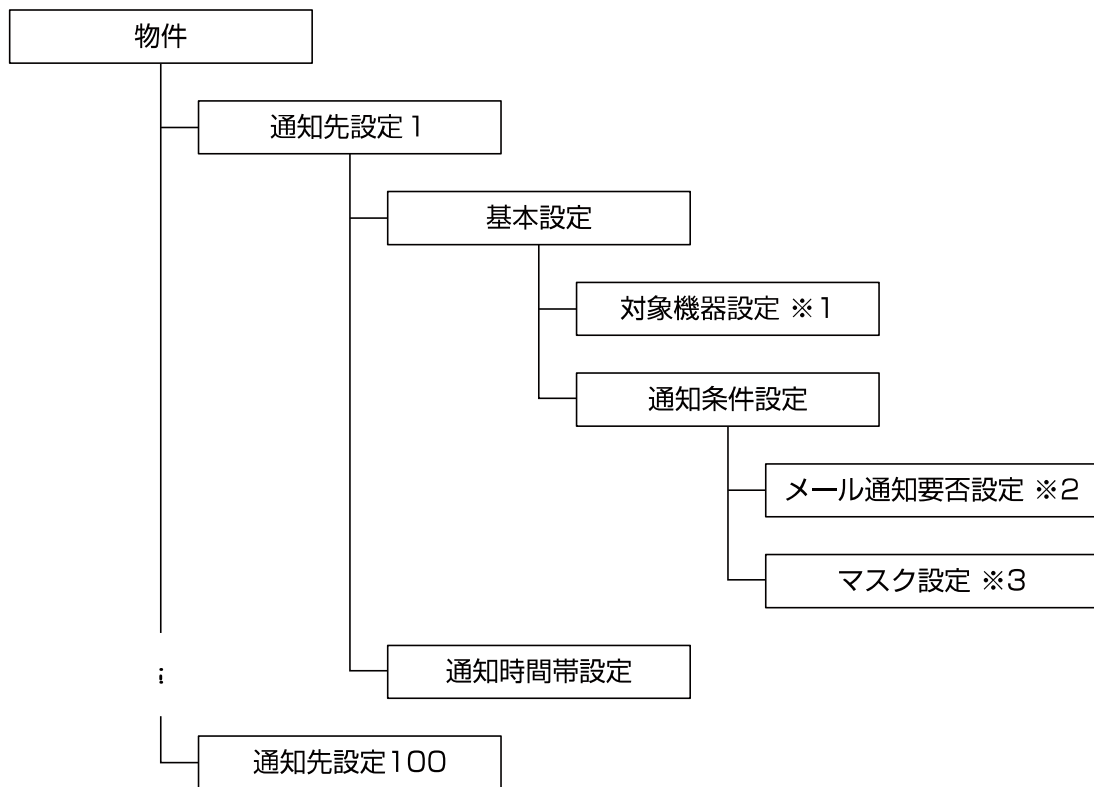 物件
通知先設定1
基本設定
対象機器設定 ※1
通知条件設定
メール通知要否設定 ※2
マスク設定 ※3
通知時間帯設定
通知先設定100